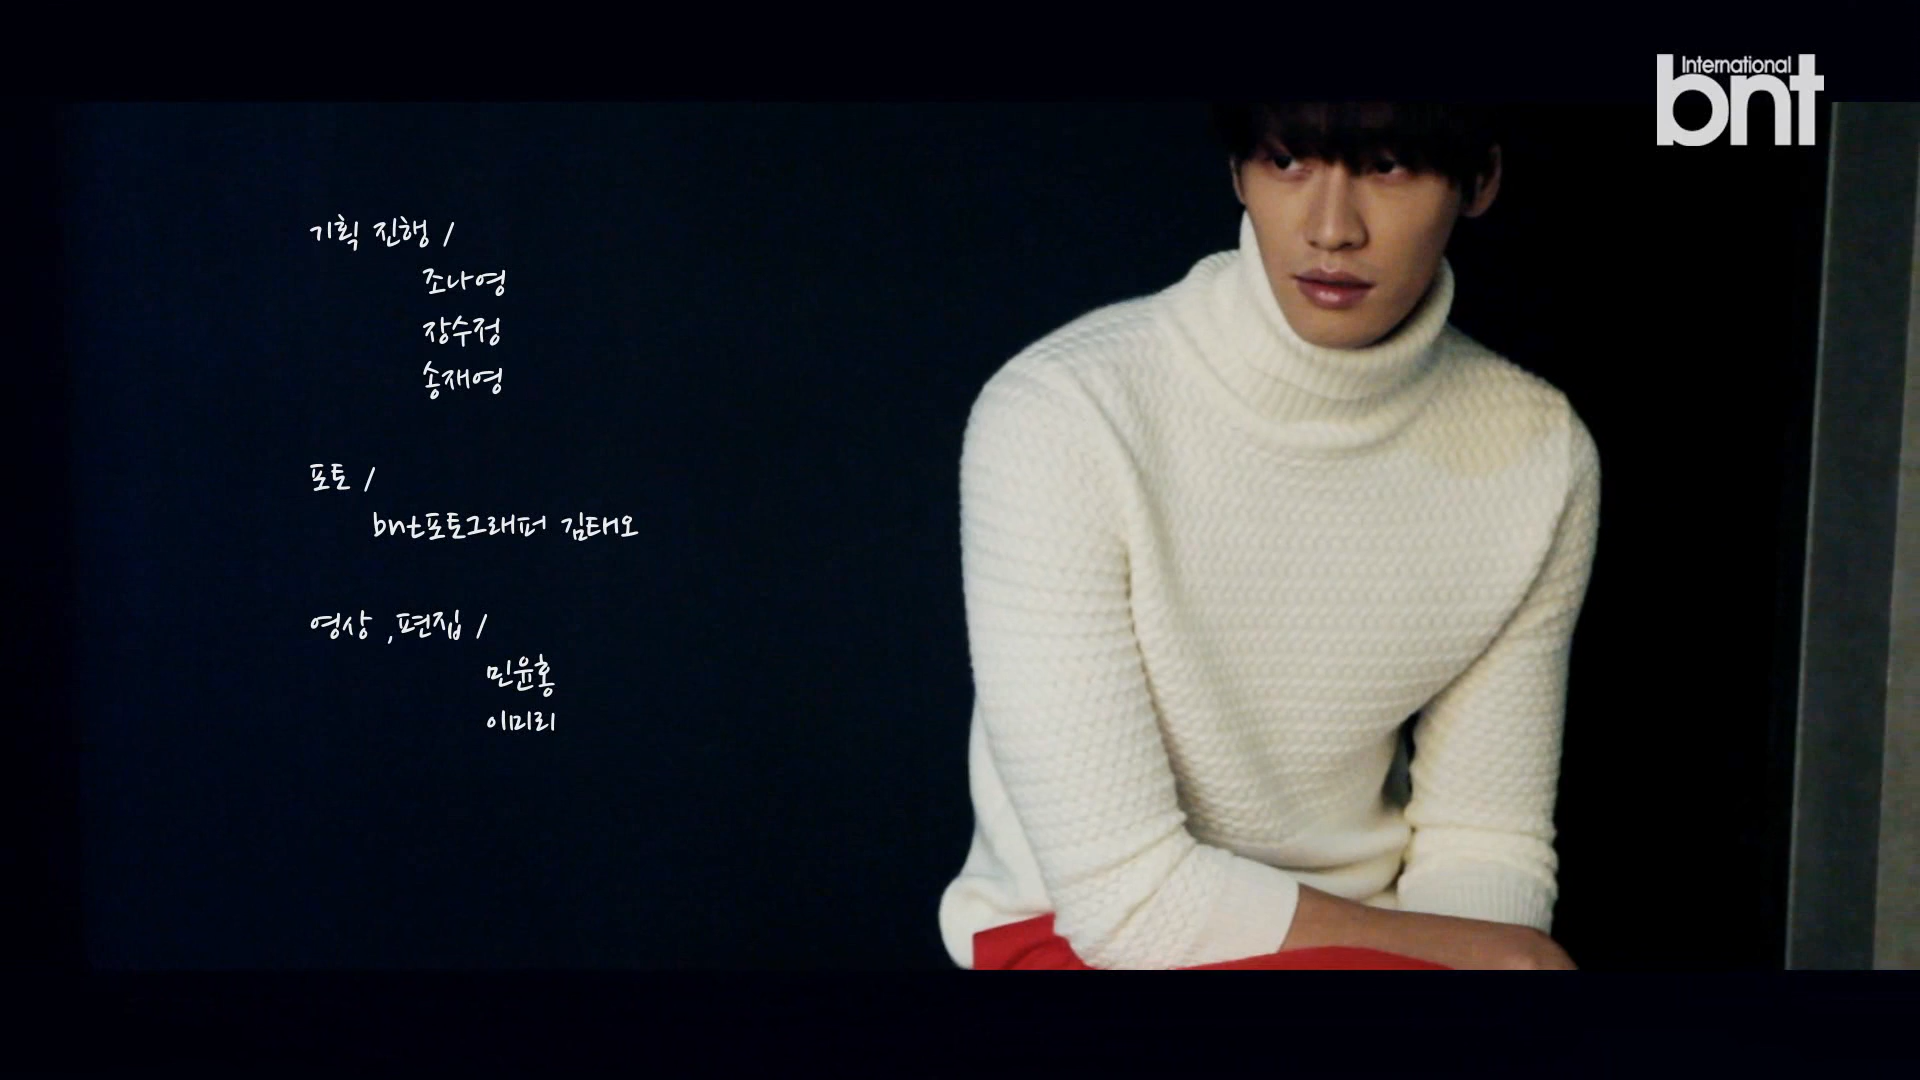 International
bnt
기획 진행 /
조나영
장수정
송재영
포토 /
bnt포토그래퍼 김태오
영상 ,편집 /
민윤홍
이미리